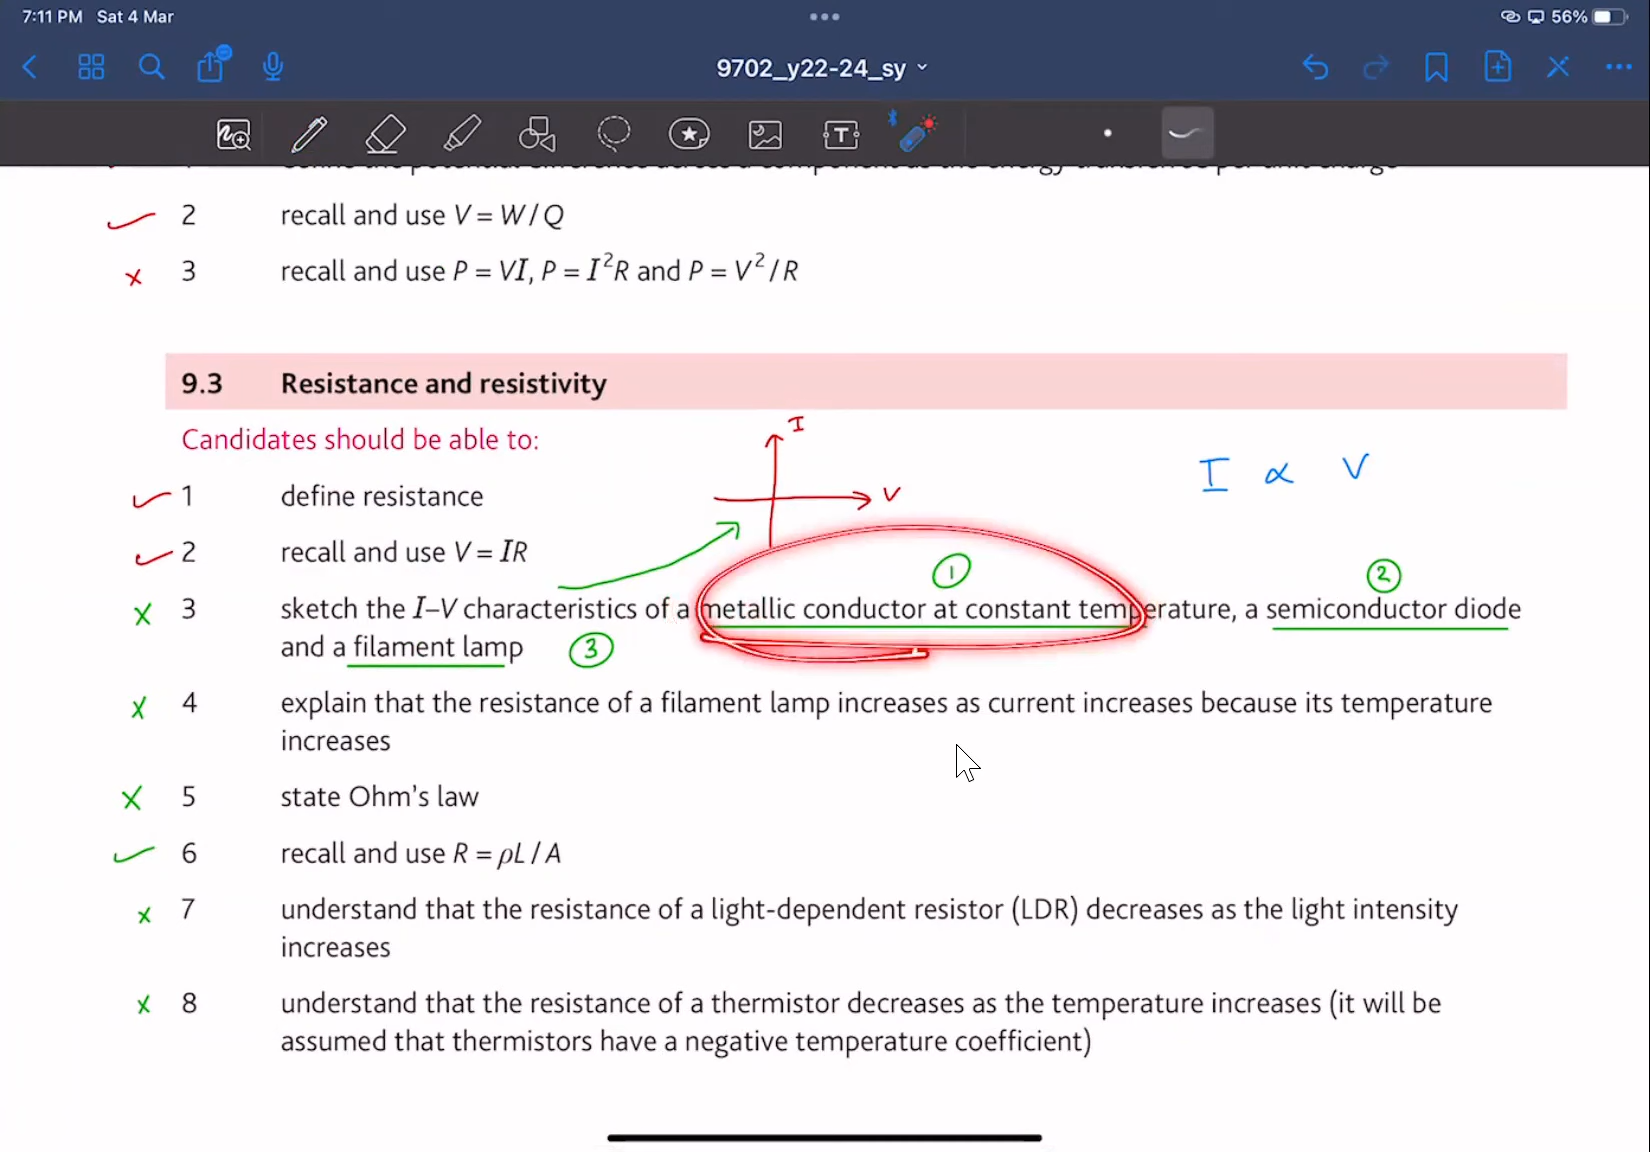 7:11 PM Sat 4 Mar
56%
9702_y22-24_sy
T
2 recall and use V = W / Q
3 recall and use P = VI, P = I²R and P = V² / R
9.3 Resistance and resistivity
Candidates should be able to:
I
V
I ∝ V
1 define resistance
2 recall and use V = IR
① ②
3 sketch the I–V characteristics of a metallic conductor at constant temperature, a semiconductor diode
and a filament lamp ③
4 explain that the resistance of a filament lamp increases as current increases because its temperature
increases
5 state Ohm's law
6 recall and use R = ρL / A
7 understand that the resistance of a light-dependent resistor (LDR) decreases as the light intensity
increases
8 understand that the resistance of a thermistor decreases as the temperature increases (it will be
assumed that thermistors have a negative temperature coefficient)